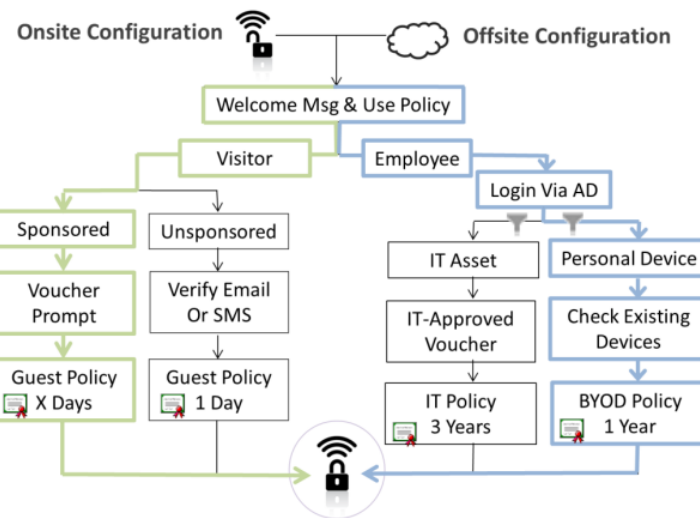 Onsite Configuration
Offsite Configuration
Welcome Msg & Use Policy
Visitor
Employee
Login Via AD
Sponsored
Unsponsored
IT Asset
Personal Device
Voucher
Prompt
Verify Email
Or SMS
IT-Approved
Voucher
Check Existing
Devices
Guest Policy
X Days
Guest Policy
1 Day
IT Policy
3 Years
BYOD Policy
1 Year